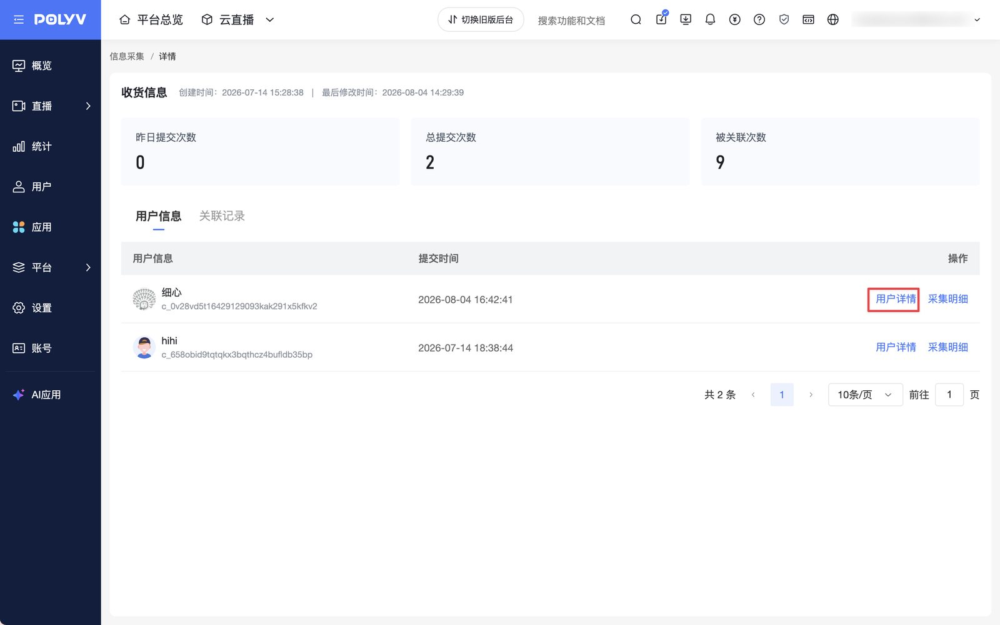 POLYV
平台总览
云直播
切换旧版后台
搜索功能和文档
概览
直播
统计
用户
应用
平台
设置
账号
AI应用
信息采集 / 详情
收货信息 创建时间：2026-07-14 15:28:38 | 最后修改时间：2026-08-04 14:29:39
昨日提交次数
0
总提交次数
2
被关联次数
9
用户信息 关联记录
用户信息 提交时间 操作
细心
c_0v28vd5t16429129093kak291x5kfkv2
2026-08-04 16:42:41
用户详情 采集明细
hihi
c_658obid9tqtqkx3bqthcz4bufldb35bp
2026-07-14 18:38:44
用户详情 采集明细
共 2 条 1 10条/页 前往 1 页